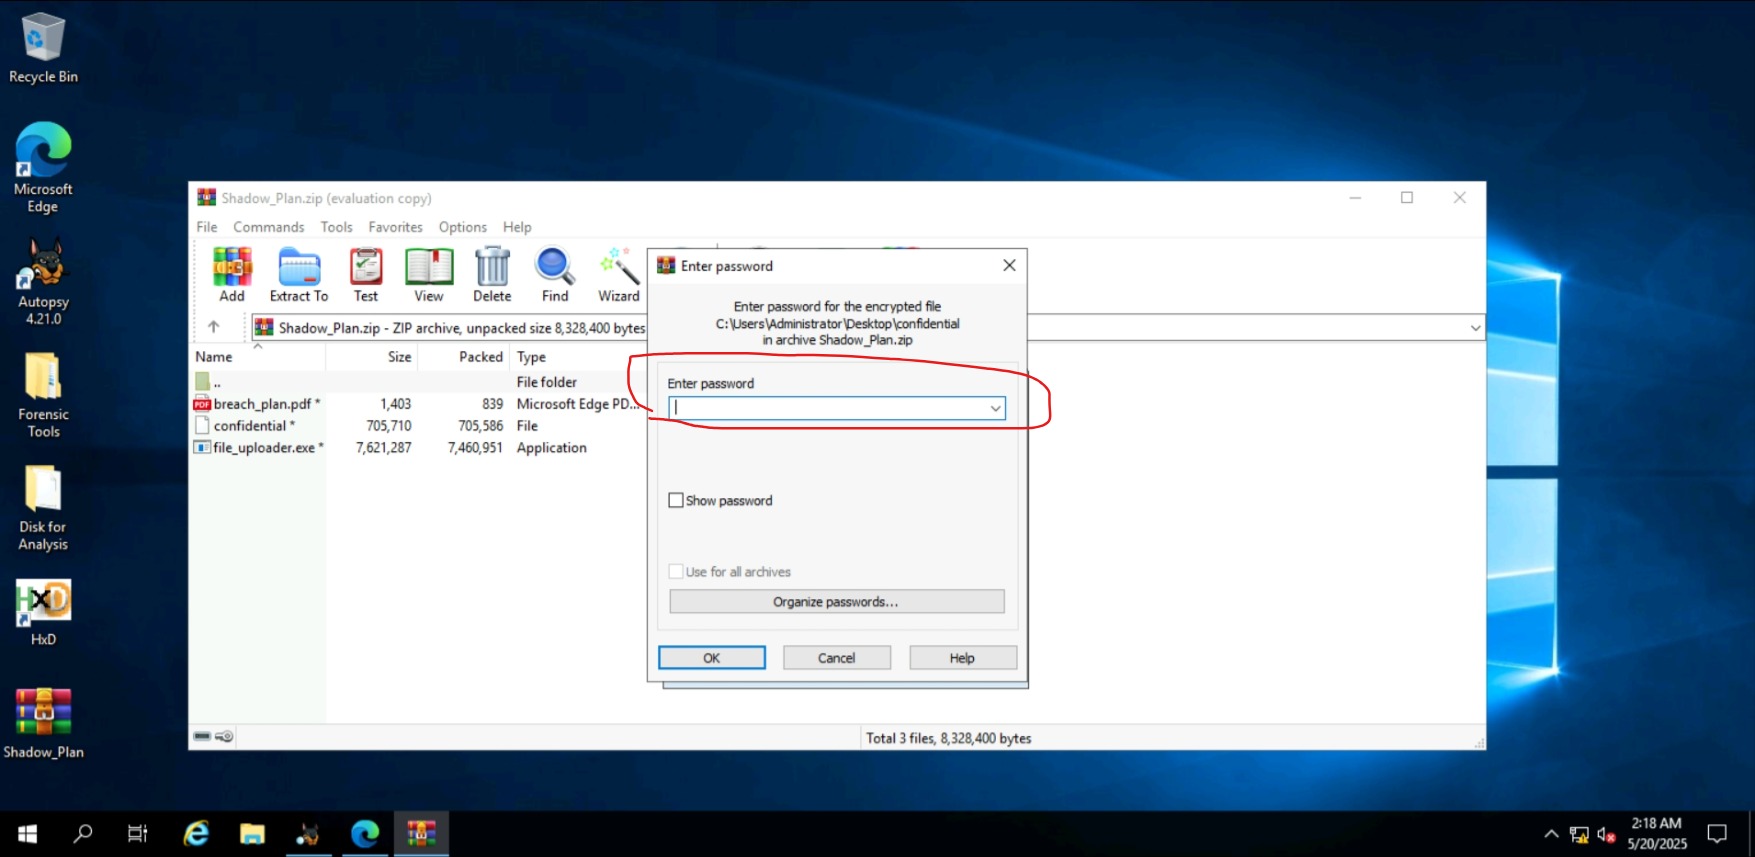 Recycle Bin
Microsoft
Edge
Autopsy
4.21.0
Forensic
Tools
Disk for
Analysis
HxD
HxD
Shadow_Plan
Shadow_Plan.zip (evaluation copy)
File Commands Tools Favorites Options Help
Add Extract To Test View Delete Find Wizard
Shadow_Plan.zip - ZIP archive, unpacked size 8,328,400 bytes
Name Size Packed Type
.. File folder
PDF breach_plan.pdf * 1,403 839 Microsoft Edge PD...
confidential * 705,710 705,586 File
file_uploader.exe * 7,621,287 7,460,951 Application
Total 3 files, 8,328,400 bytes
Enter password
Enter password for the encrypted file
C:\Users\Administrator\Desktop\confidential
in archive Shadow_Plan.zip
Enter password
Show password
Use for all archives
Organize passwords...
OK Cancel Help
2:18 AM
5/20/2025